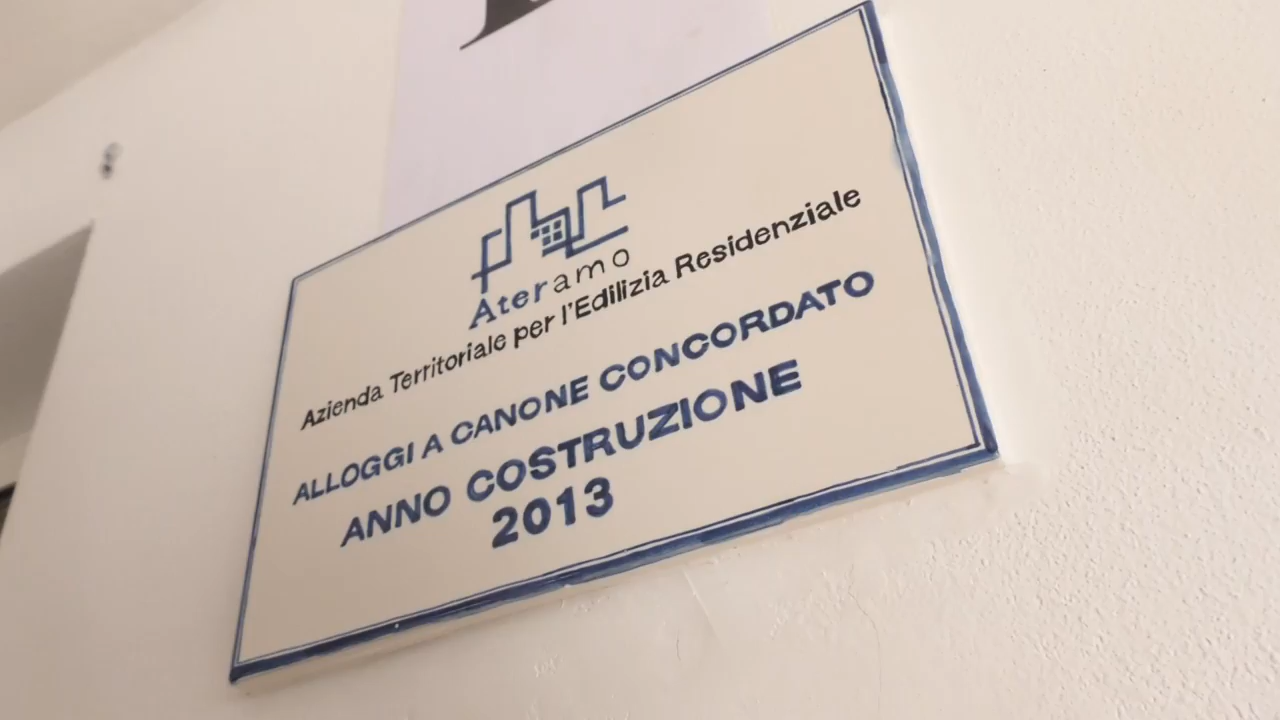 Ateramo
Azienda Territoriale per l'Edilizia Residenziale
ALLOGGI A CANONE CONCORDATO
ANNO COSTRUZIONE
2013